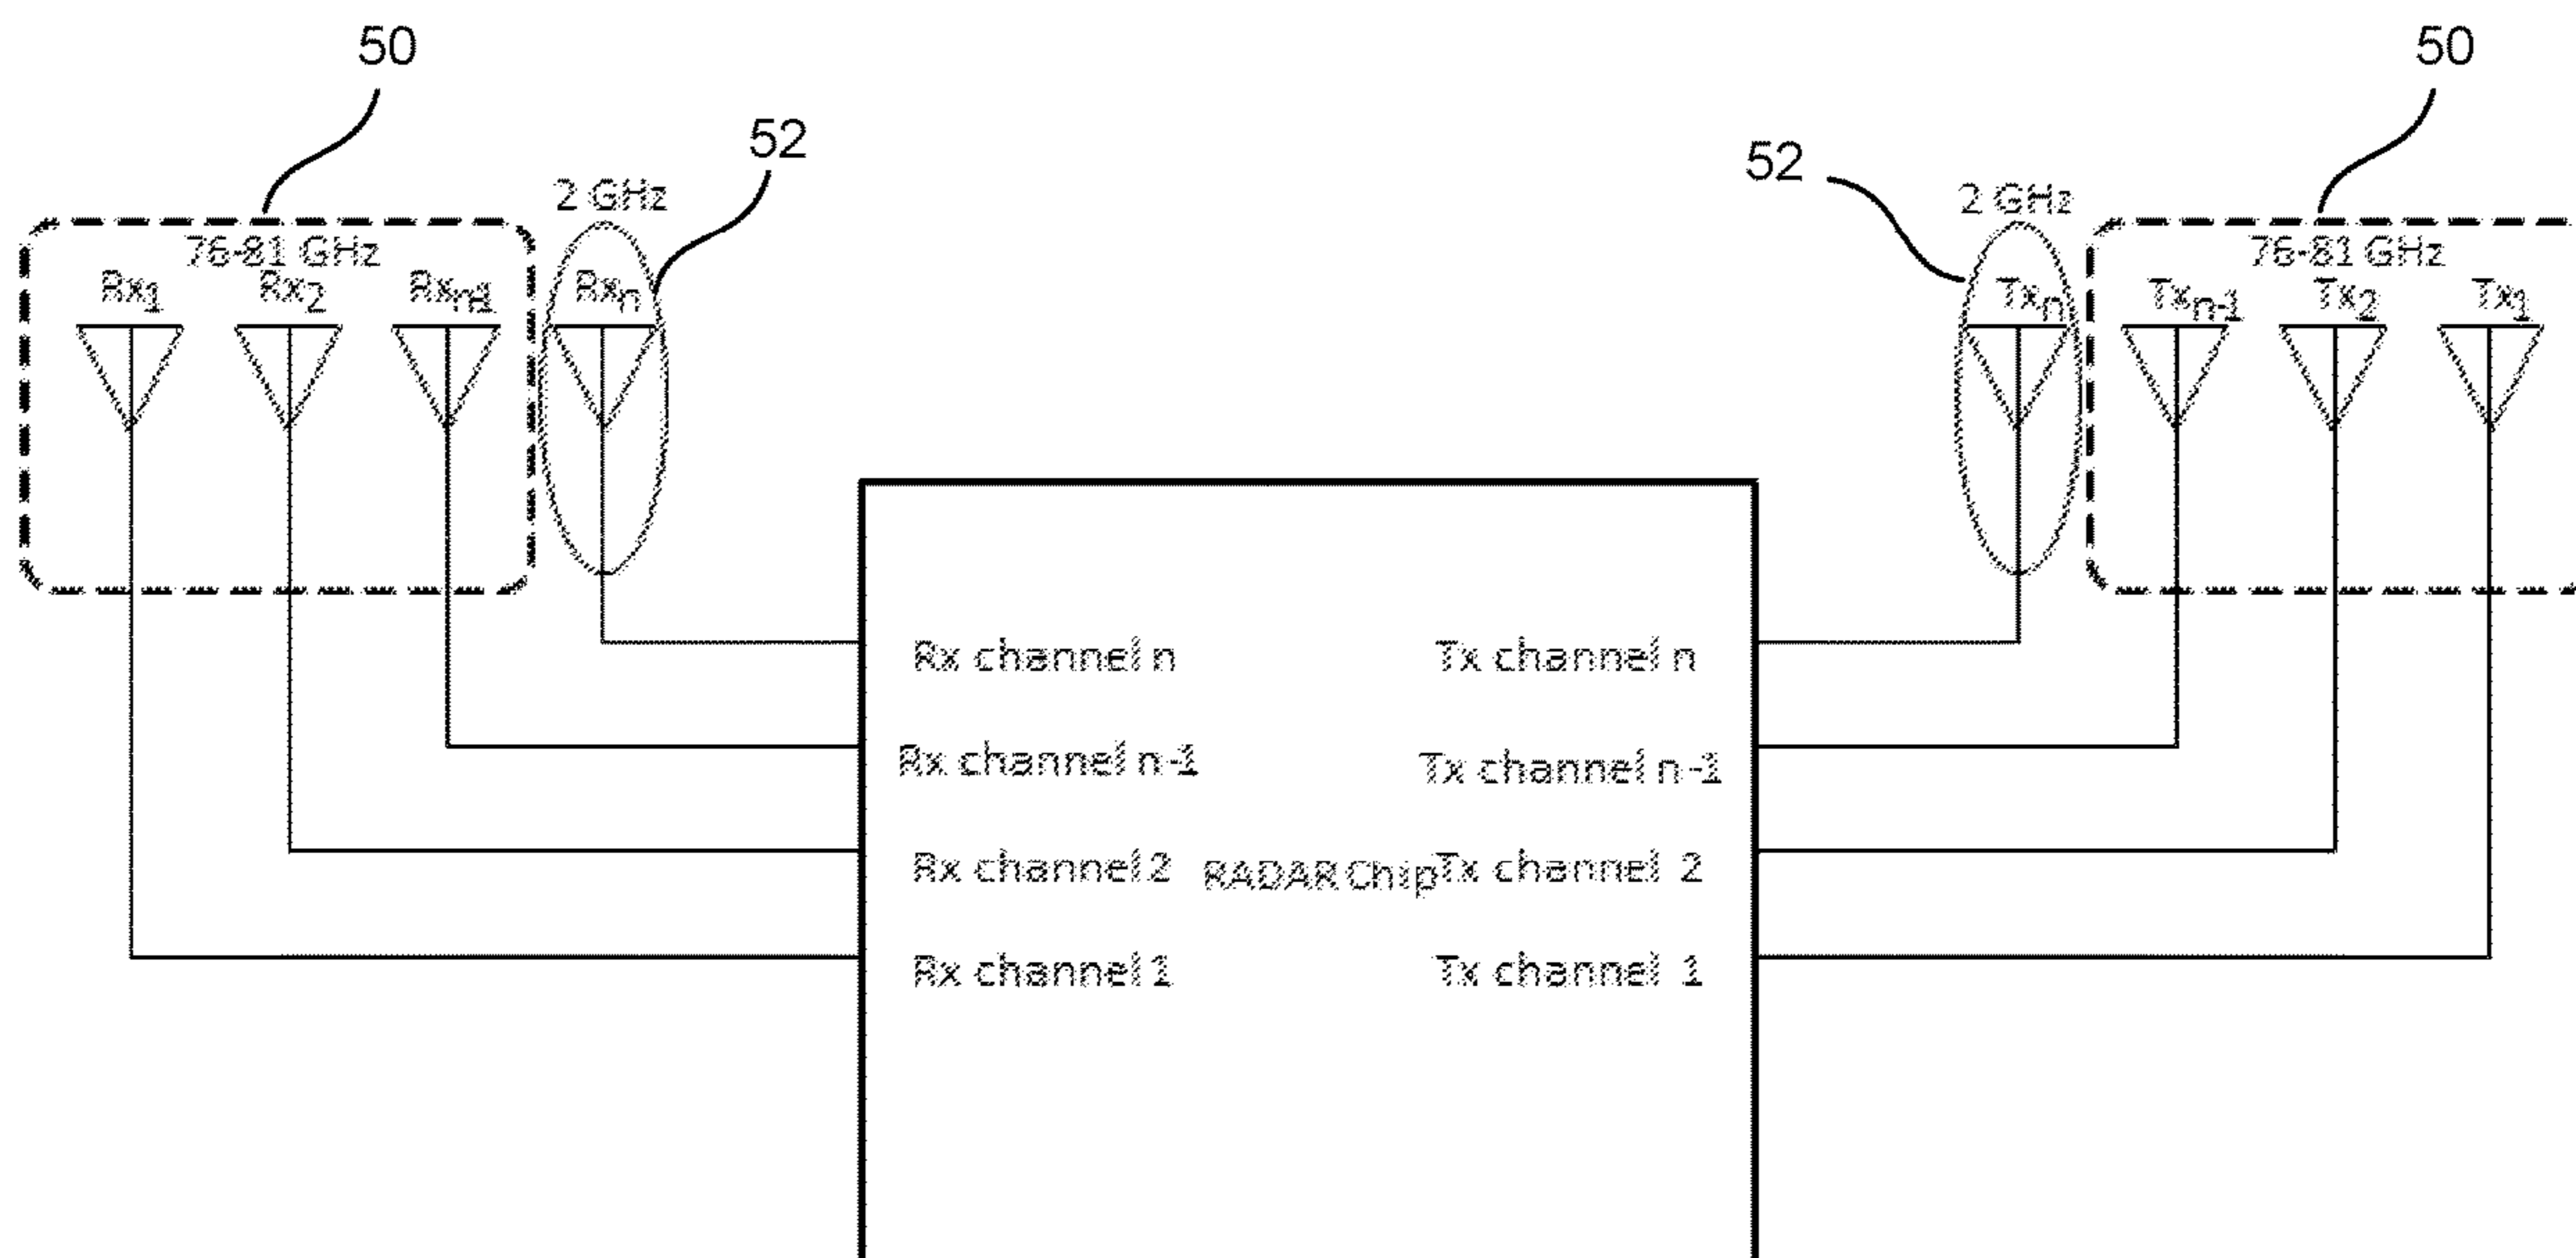 50
50
52
52
2 GHz
2 GHz
76-81 GHz
76-81 GHz
Rx1
Rx2
Rxn-1
Rxn
Txn
Txn-1
Tx2
Tx1
Rx channel n
Tx channel n
Rx channel n-1
Tx channel n-1
Rx channel 2
RADAR Chip
Tx channel 2
Rx channel 1
Tx channel 1